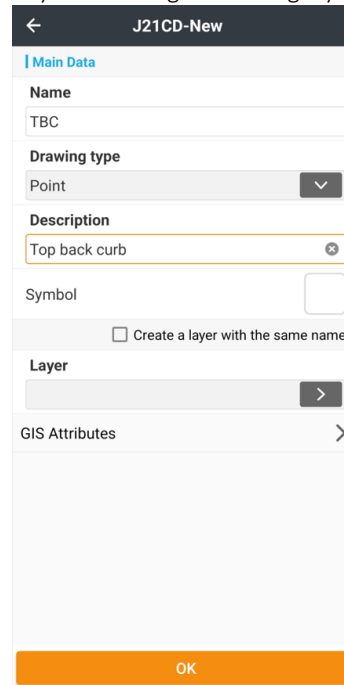 J21CD-New
Main Data
Name
TBC
Drawing type
Point
Description
Top back curb
Symbol
Create a layer with the same name
Layer
GIS Attributes
OK